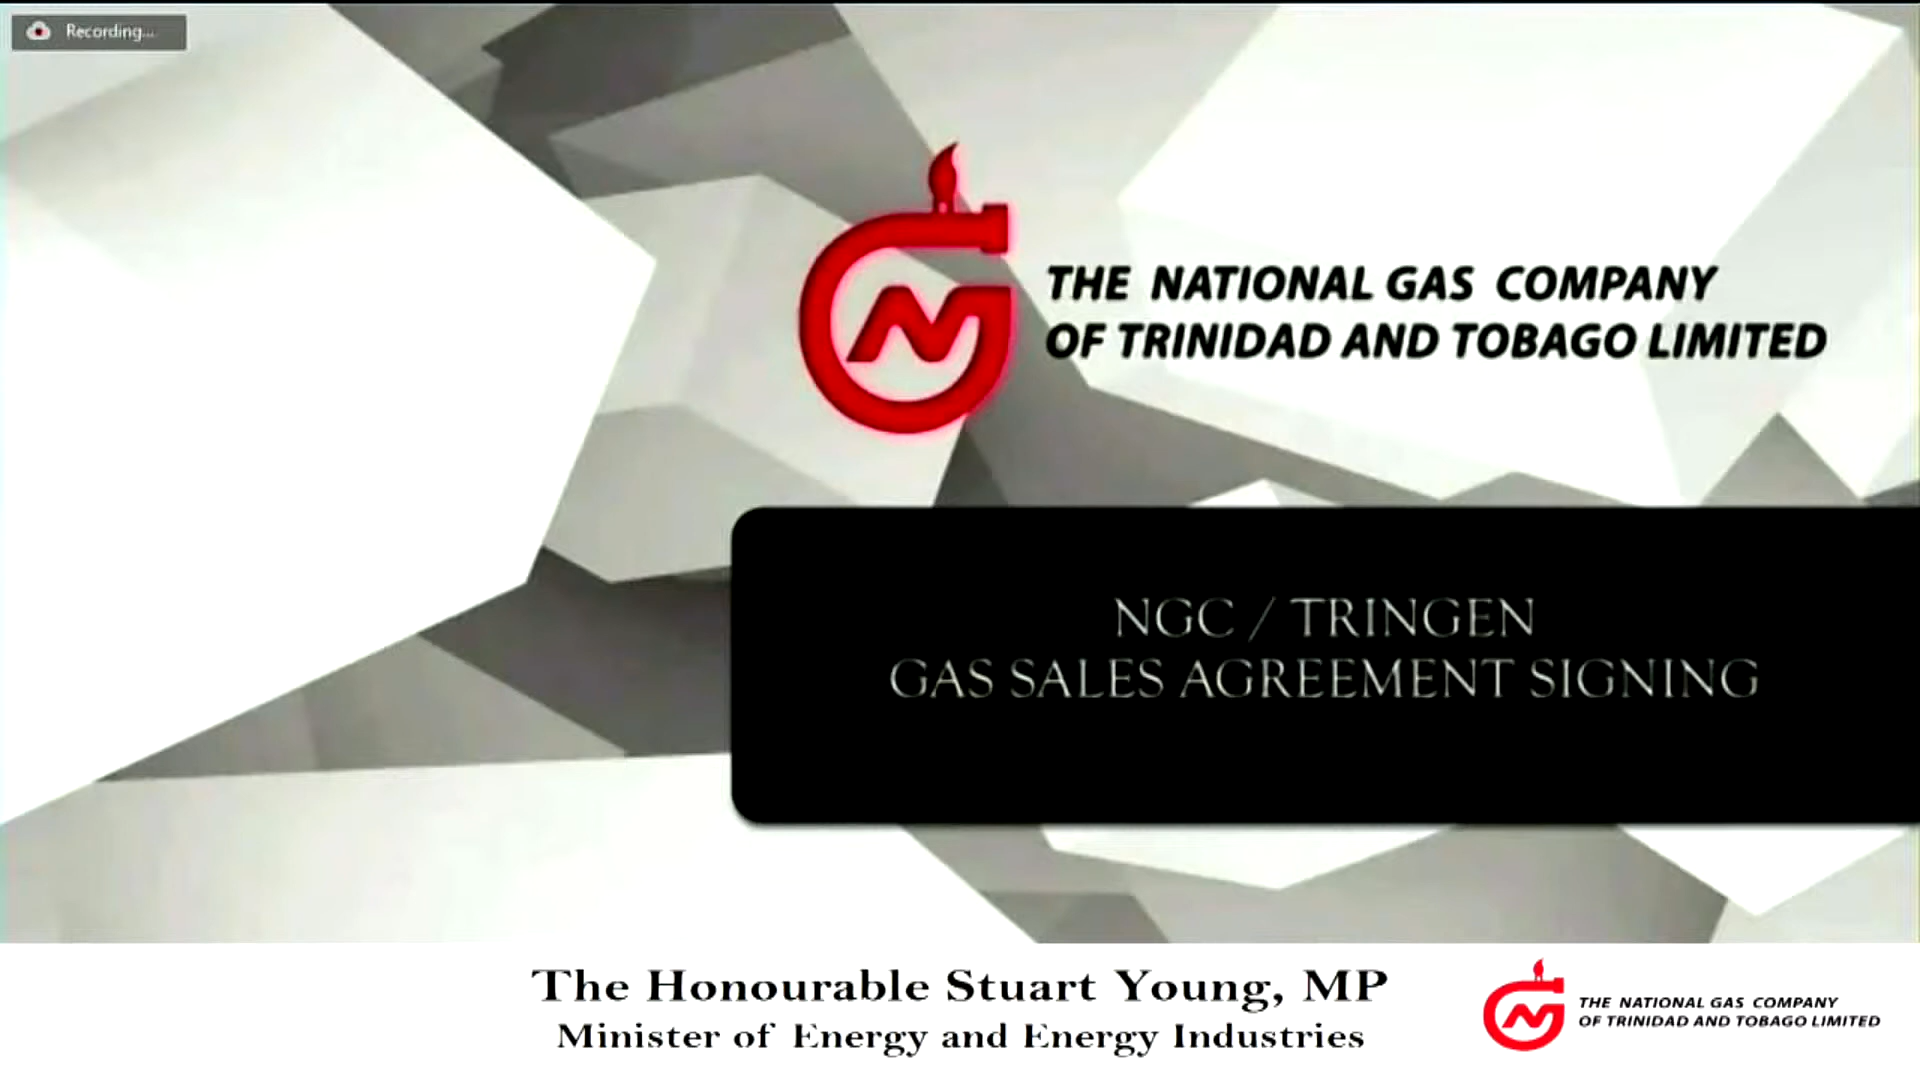 Recording...
THE NATIONAL GAS COMPANY
OF TRINIDAD AND TOBAGO LIMITED
NGC / TRINGEN
GAS SALES AGREEMENT SIGNING
The Honourable Stuart Young, MP
Minister of Energy and Energy Industries
THE NATIONAL GAS COMPANY
OF TRINIDAD AND TOBAGO LIMITED